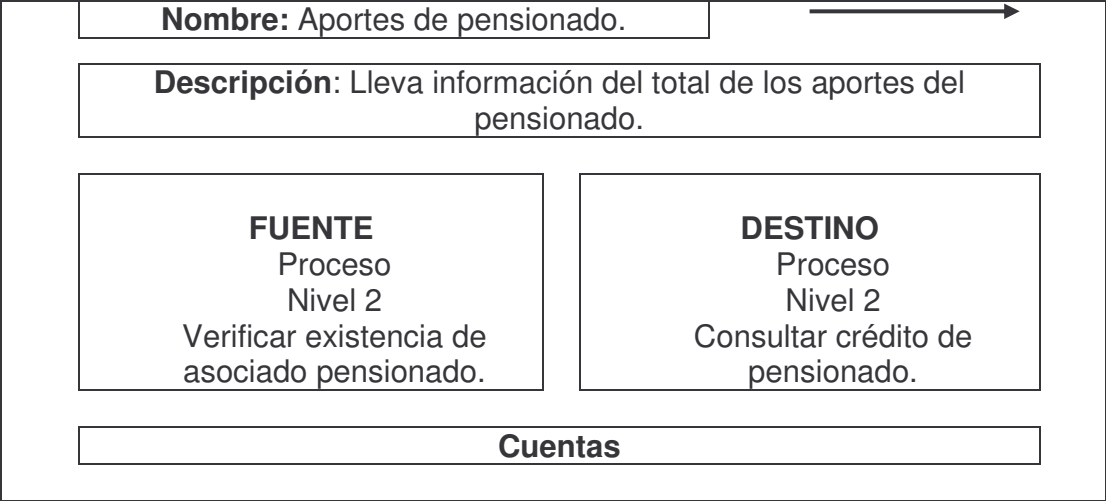 Nombre: Aportes de pensionado.
Descripción: Lleva información del total de los aportes del
pensionado.
FUENTE
Proceso
Nivel 2
Verificar existencia de
asociado pensionado.
DESTINO
Proceso
Nivel 2
Consultar crédito de
pensionado.
Cuentas